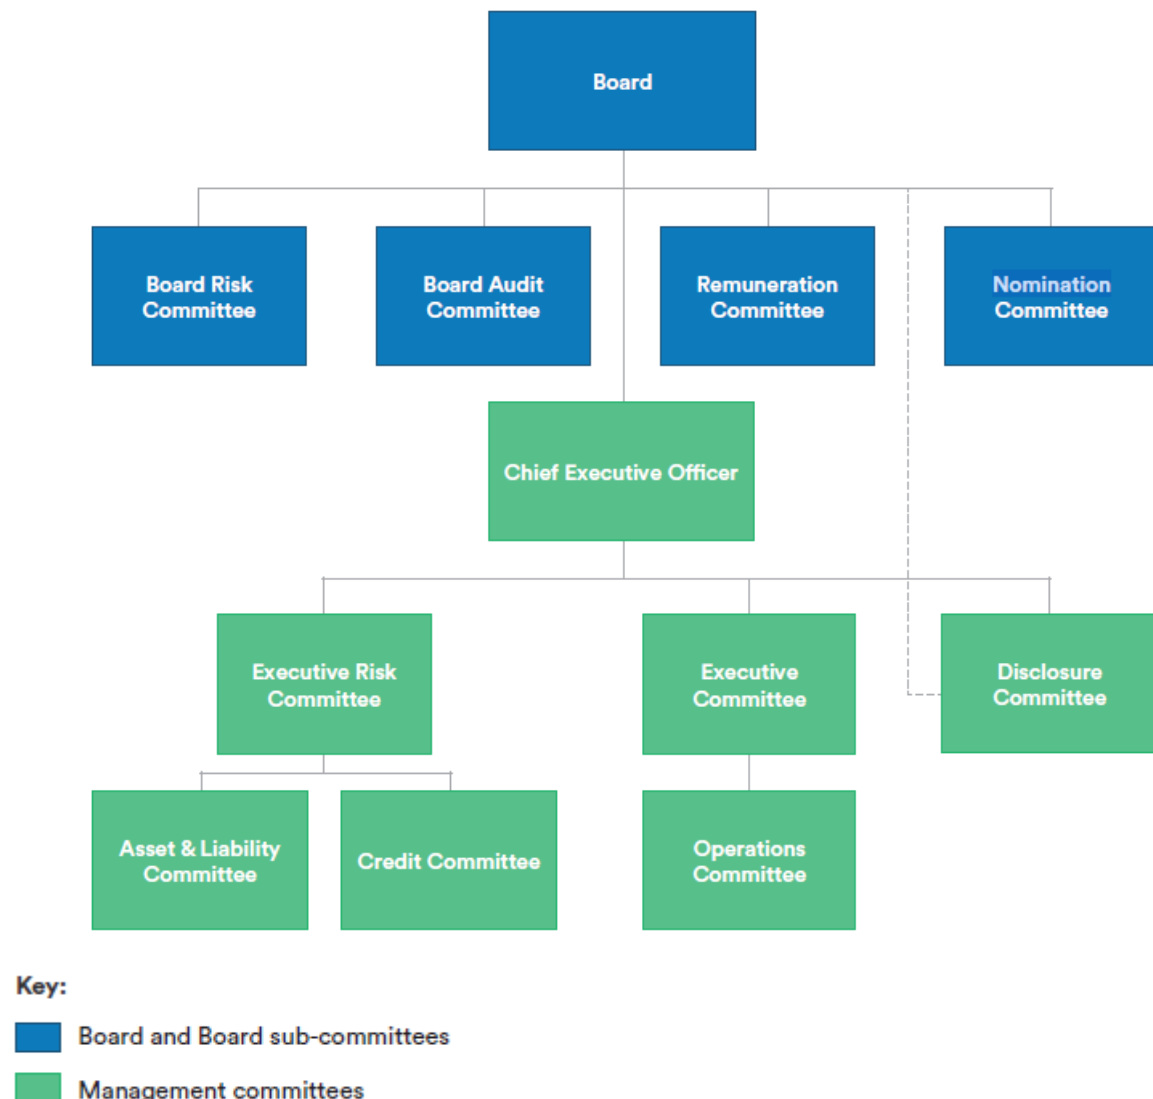 Board
Board Risk
Committee
Board Audit
Committee
Remuneration
Committee
Nomination
Committee
Chief Executive Officer
Executive Risk
Committee
Executive
Committee
Disclosure
Committee
Asset & Liability
Committee
Credit Committee
Operations
Committee
Key:
Board and Board sub-committees
Management committees